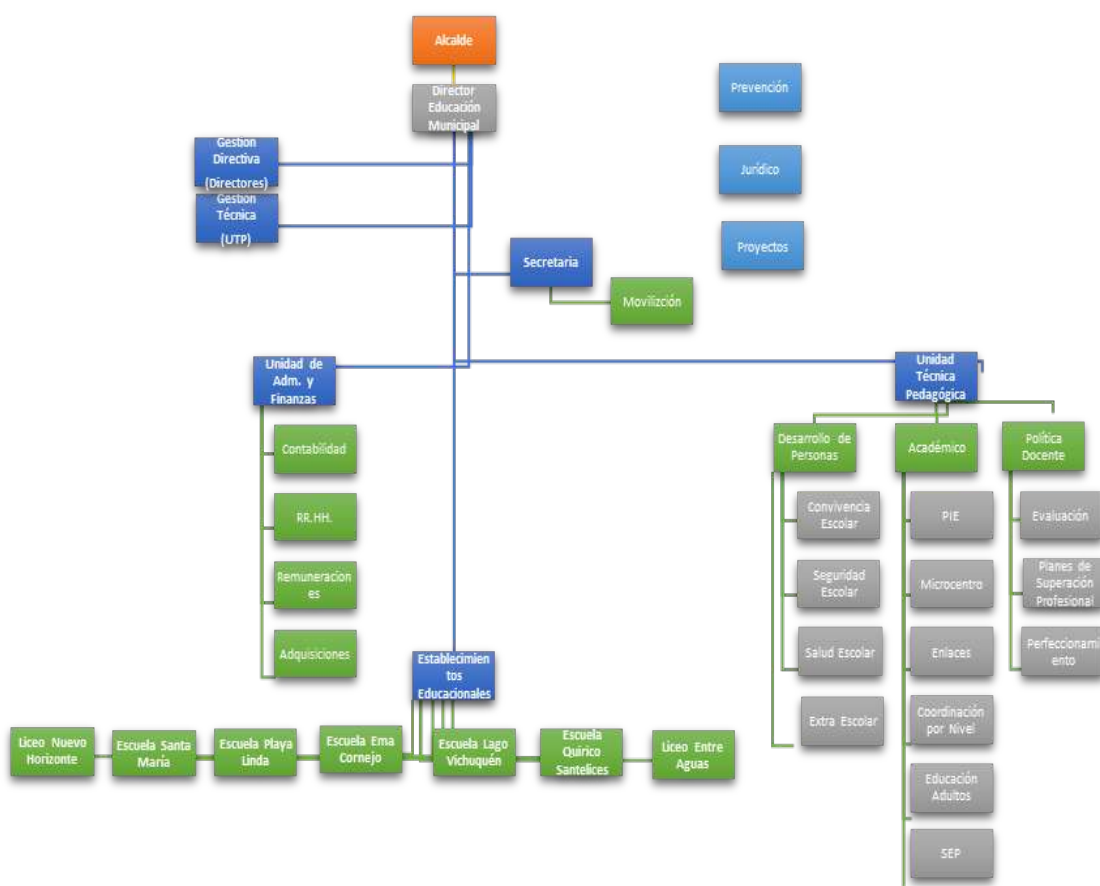 Alcalde
Director
Educación
Municipal
Prevención
Gestion
Directiva
(Directores)
Jurídico
Gestión
Técnica
(UTP)
Proyectos
Secretaria
Movilizción
Unidad de
Adm. y
Finanzas
Unidad
Técnica
Pedagógica
Contabilidad
RR.HH.
Remuneracion
es
Adquisiciones
Desarrollo de
Personas
Académico
Política
Docente
Convivencia
Escolar
Seguridad
Escolar
Salud Escolar
Extra Escolar
PIE
Microcentro
Enlaces
Coordinación
por Nivel
Educación
Adultos
SEP
Evaluación
Planes de
Superación
Profesional
Perfeccionami
ento
Establecimien
tos
Educacionales
Liceo Nuevo
Horizonte
Escuela Santa
María
Escuela Playa
Linda
Escuela Ema
Cornejo
Escuela Lago
Vichuquén
Escuela
Quirico
Santelices
Liceo Entre
Aguas